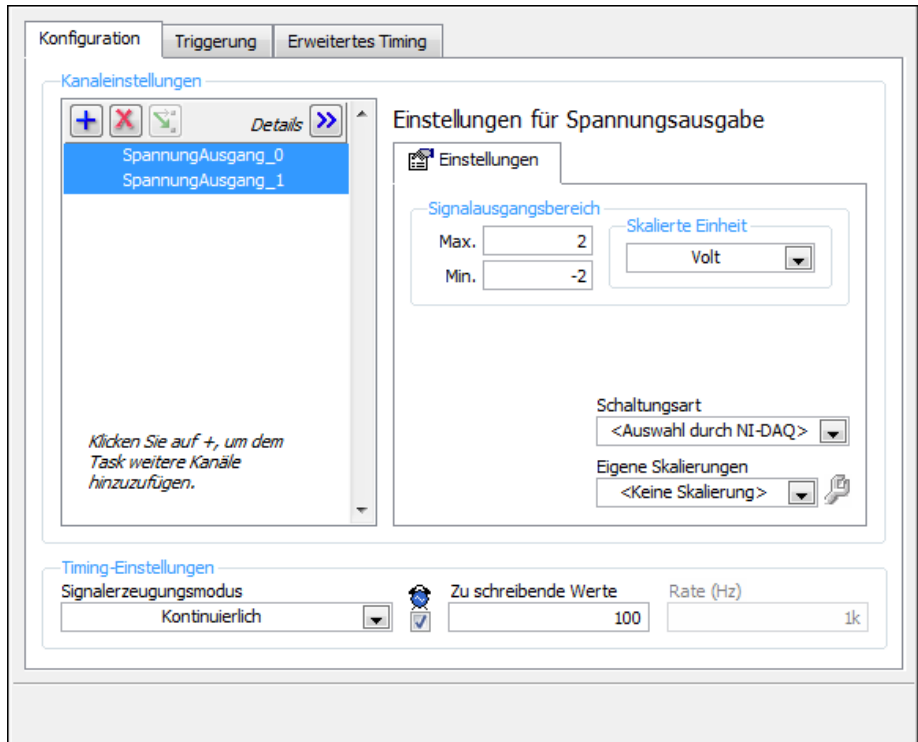 Konfiguration
Triggerung
Erweitertes Timing
Kanaleinstellungen
Details
SpannungAusgang_0
SpannungAusgang_1
Klicken Sie auf +, um dem
Task weitere Kanäle
hinzuzufügen.
Einstellungen für Spannungsausgabe
Einstellungen
Signalausgangsbereich
Max. 2
Min. -2
Skalierte Einheit
Volt
Schaltungsart
<Auswahl durch NI-DAQ>
Eigene Skalierungen
<Keine Skalierung>
Timing-Einstellungen
Signalerzeugungsmodus
Kontinuierlich
Zu schreibende Werte
100
Rate (Hz)
1k